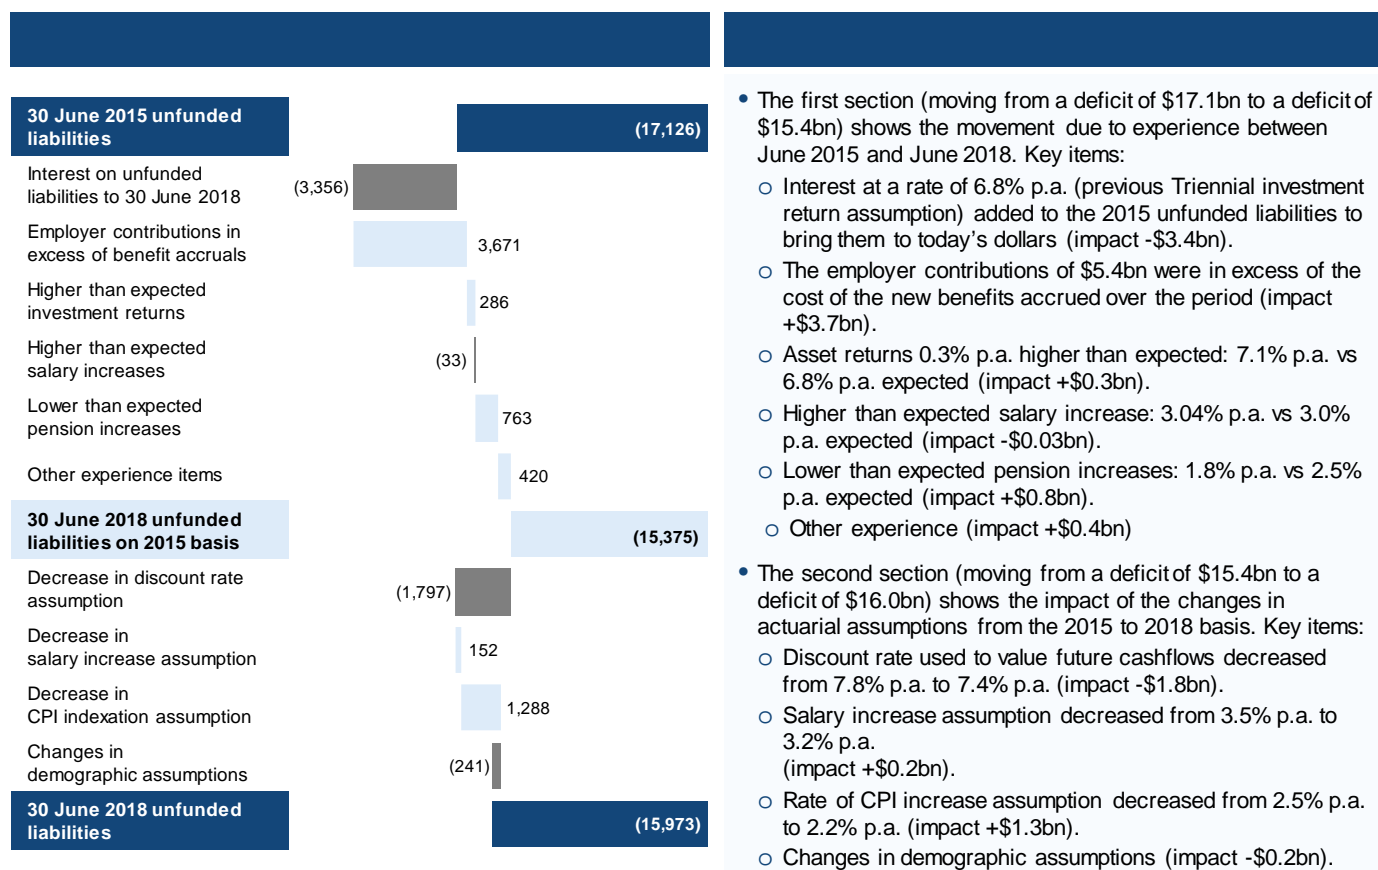 30 June 2015 unfunded
liabilities
(17,126)
Interest on unfunded
liabilities to 30 June 2018
(3,356)
Employer contributions in
excess of benefit accruals
3,671
Higher than expected
investment returns
286
Higher than expected
salary increases
(33)
Lower than expected
pension increases
763
Other experience items
420
30 June 2018 unfunded
liabilities on 2015 basis
(15,375)
Decrease in discount rate
assumption
(1,797)
Decrease in
salary increase assumption
152
Decrease in
CPI indexation assumption
1,288
Changes in
demographic assumptions
(241)
30 June 2018 unfunded
liabilities
(15,973)
• The first section (moving from a deficit of $17.1bn to a deficit of
$15.4bn) shows the movement due to experience between
June 2015 and June 2018. Key items:
o Interest at a rate of 6.8% p.a. (previous Triennial investment
return assumption) added to the 2015 unfunded liabilities to
bring them to today's dollars (impact -$3.4bn).
o The employer contributions of $5.4bn were in excess of the
cost of the new benefits accrued over the period (impact
+$3.7bn).
o Asset returns 0.3% p.a. higher than expected: 7.1% p.a. vs
6.8% p.a. expected (impact +$0.3bn).
o Higher than expected salary increase: 3.04% p.a. vs 3.0%
p.a. expected (impact -$0.03bn).
o Lower than expected pension increases: 1.8% p.a. vs 2.5%
p.a. expected (impact +$0.8bn).
o Other experience (impact +$0.4bn)
• The second section (moving from a deficit of $15.4bn to a
deficit of $16.0bn) shows the impact of the changes in
actuarial assumptions from the 2015 to 2018 basis. Key items:
o Discount rate used to value future cashflows decreased
from 7.8% p.a. to 7.4% p.a. (impact -$1.8bn).
o Salary increase assumption decreased from 3.5% p.a. to
3.2% p.a.
(impact +$0.2bn).
o Rate of CPI increase assumption decreased from 2.5% p.a.
to 2.2% p.a. (impact +$1.3bn).
o Changes in demographic assumptions (impact -$0.2bn).